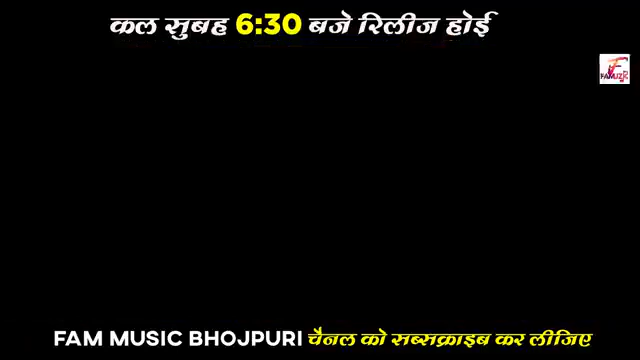 कल सुबह 6:30 बजे रिलीज होई
FAM MUSIC BHOJPURI चैनल को सब्सक्राइब कर लीजिए